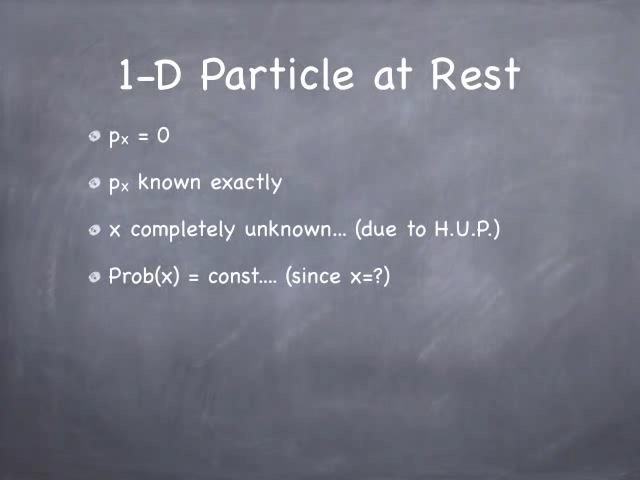 1-D Particle at Rest
pₓ = 0
pₓ known exactly
x completely unknown... (due to H.U.P.)
Prob(x) = const.... (since x=?)